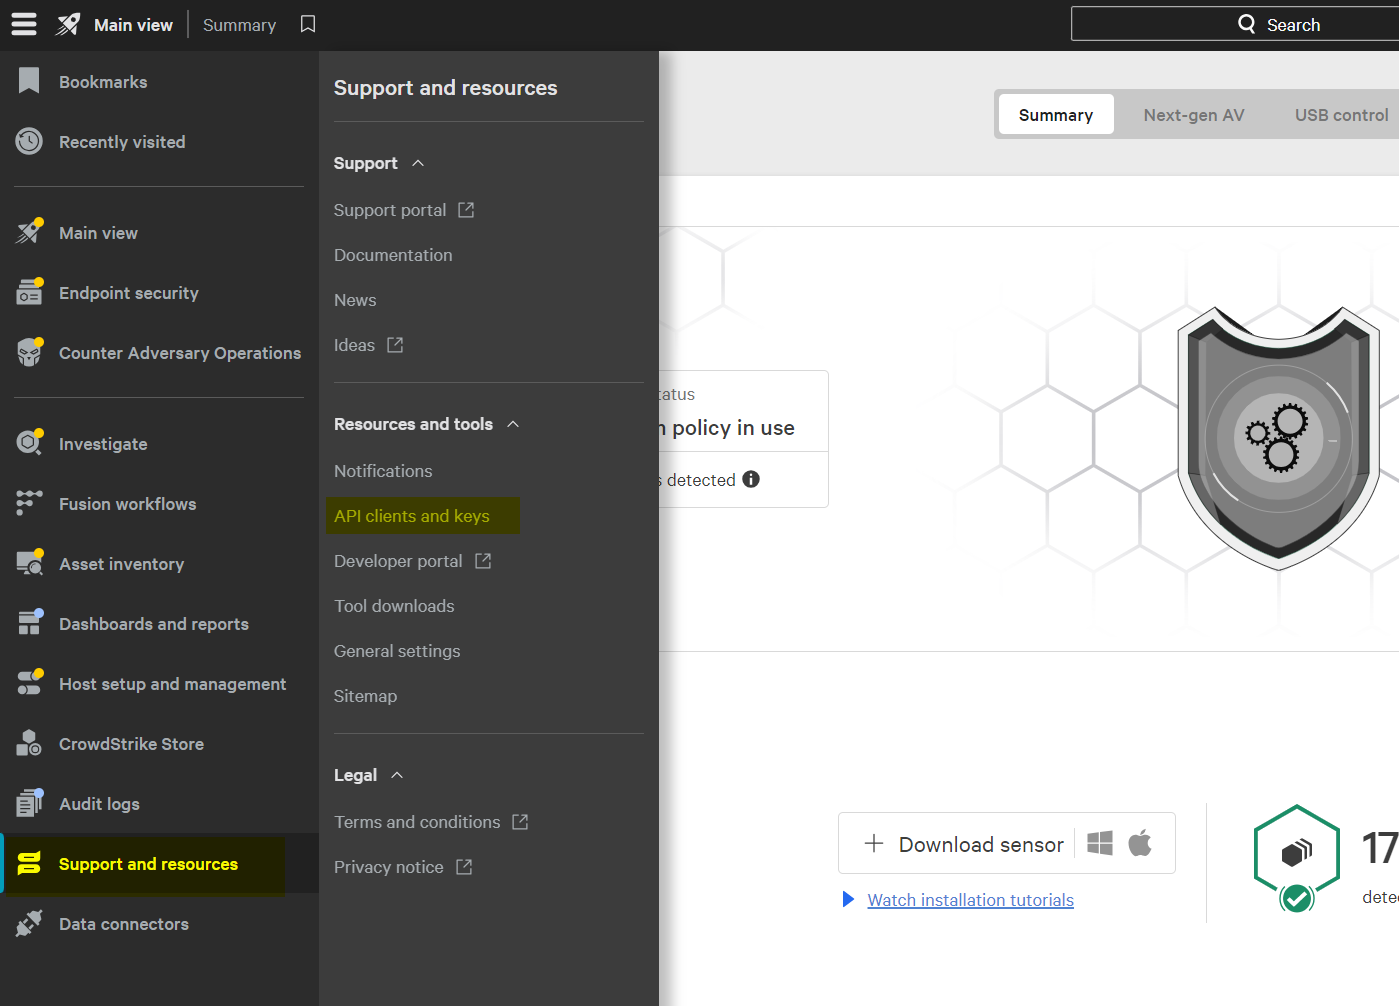 Main view
Summary
Search
Bookmarks
Recently visited
Main view
Endpoint security
Counter Adversary Operations
Investigate
Fusion workflows
Asset inventory
Dashboards and reports
Host setup and management
CrowdStrike Store
Audit logs
Support and resources
Data connectors
Support and resources
Support
Support portal
Documentation
News
Ideas
Resources and tools
Notifications
API clients and keys
Developer portal
Tool downloads
General settings
Sitemap
Legal
Terms and conditions
Privacy notice
Summary
Next-gen AV
USB control
policy in use
detected
Download sensor
Watch installation tutorials
17